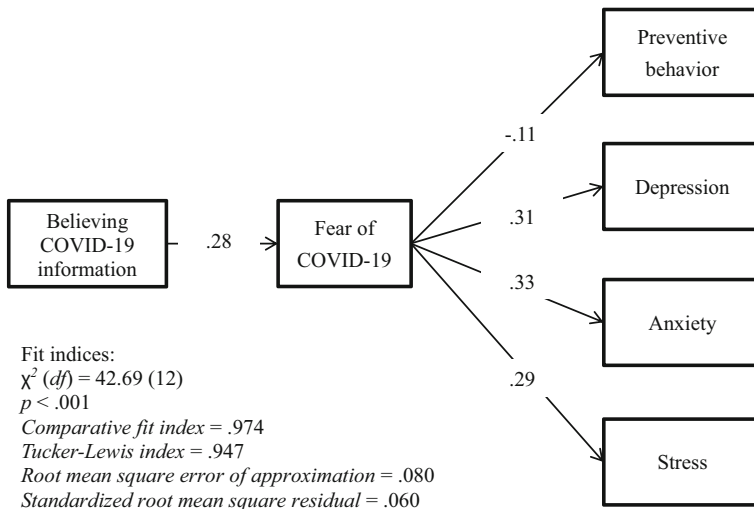 Preventive
behavior
-.11
Depression
.31
Believing
COVID-19
information
.28
Fear of
COVID-19
.33
Anxiety
.29
Stress
Fit indices:
χ² (df) = 42.69 (12)
p < .001
Comparative fit index = .974
Tucker-Lewis index = .947
Root mean square error of approximation = .080
Standardized root mean square residual = .060